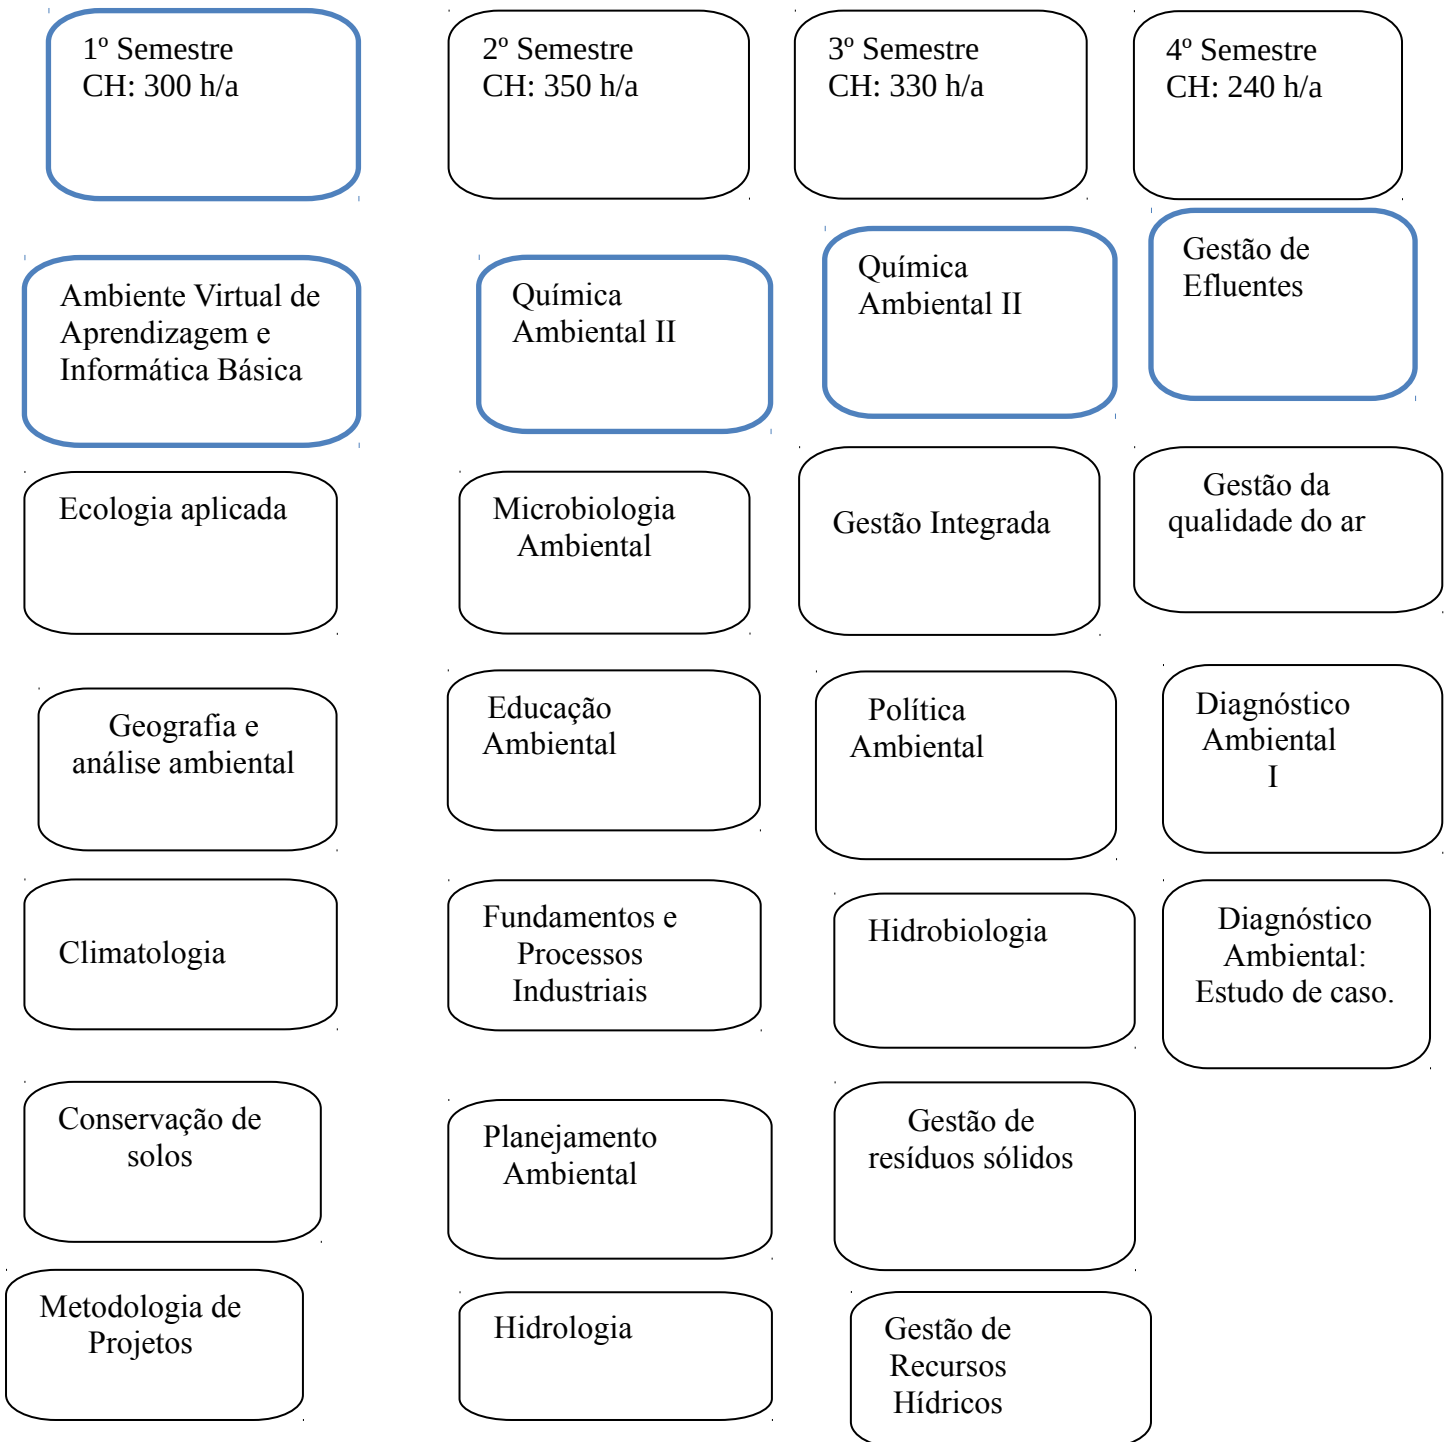 1º Semestre
CH: 300 h/a
2º Semestre
CH: 350 h/a
3º Semestre
CH: 330 h/a
4º Semestre
CH: 240 h/a
Ambiente Virtual de
Aprendizagem e
Informática Básica
Química
Ambiental II
Química
Ambiental II
Gestão de
Efluentes
Ecologia aplicada
Microbiologia
Ambiental
Gestão Integrada
Gestão da
qualidade do ar
Geografia e
análise ambiental
Educação
Ambiental
Política
Ambiental
Diagnóstico
Ambiental
I
Climatologia
Fundamentos e
Processos
Industriais
Hidrobiologia
Diagnóstico
Ambiental:
Estudo de caso.
Conservação de
solos
Planejamento
Ambiental
Gestão de
resíduos sólidos
Metodologia de
Projetos
Hidrologia
Gestão de
Recursos
Hídricos